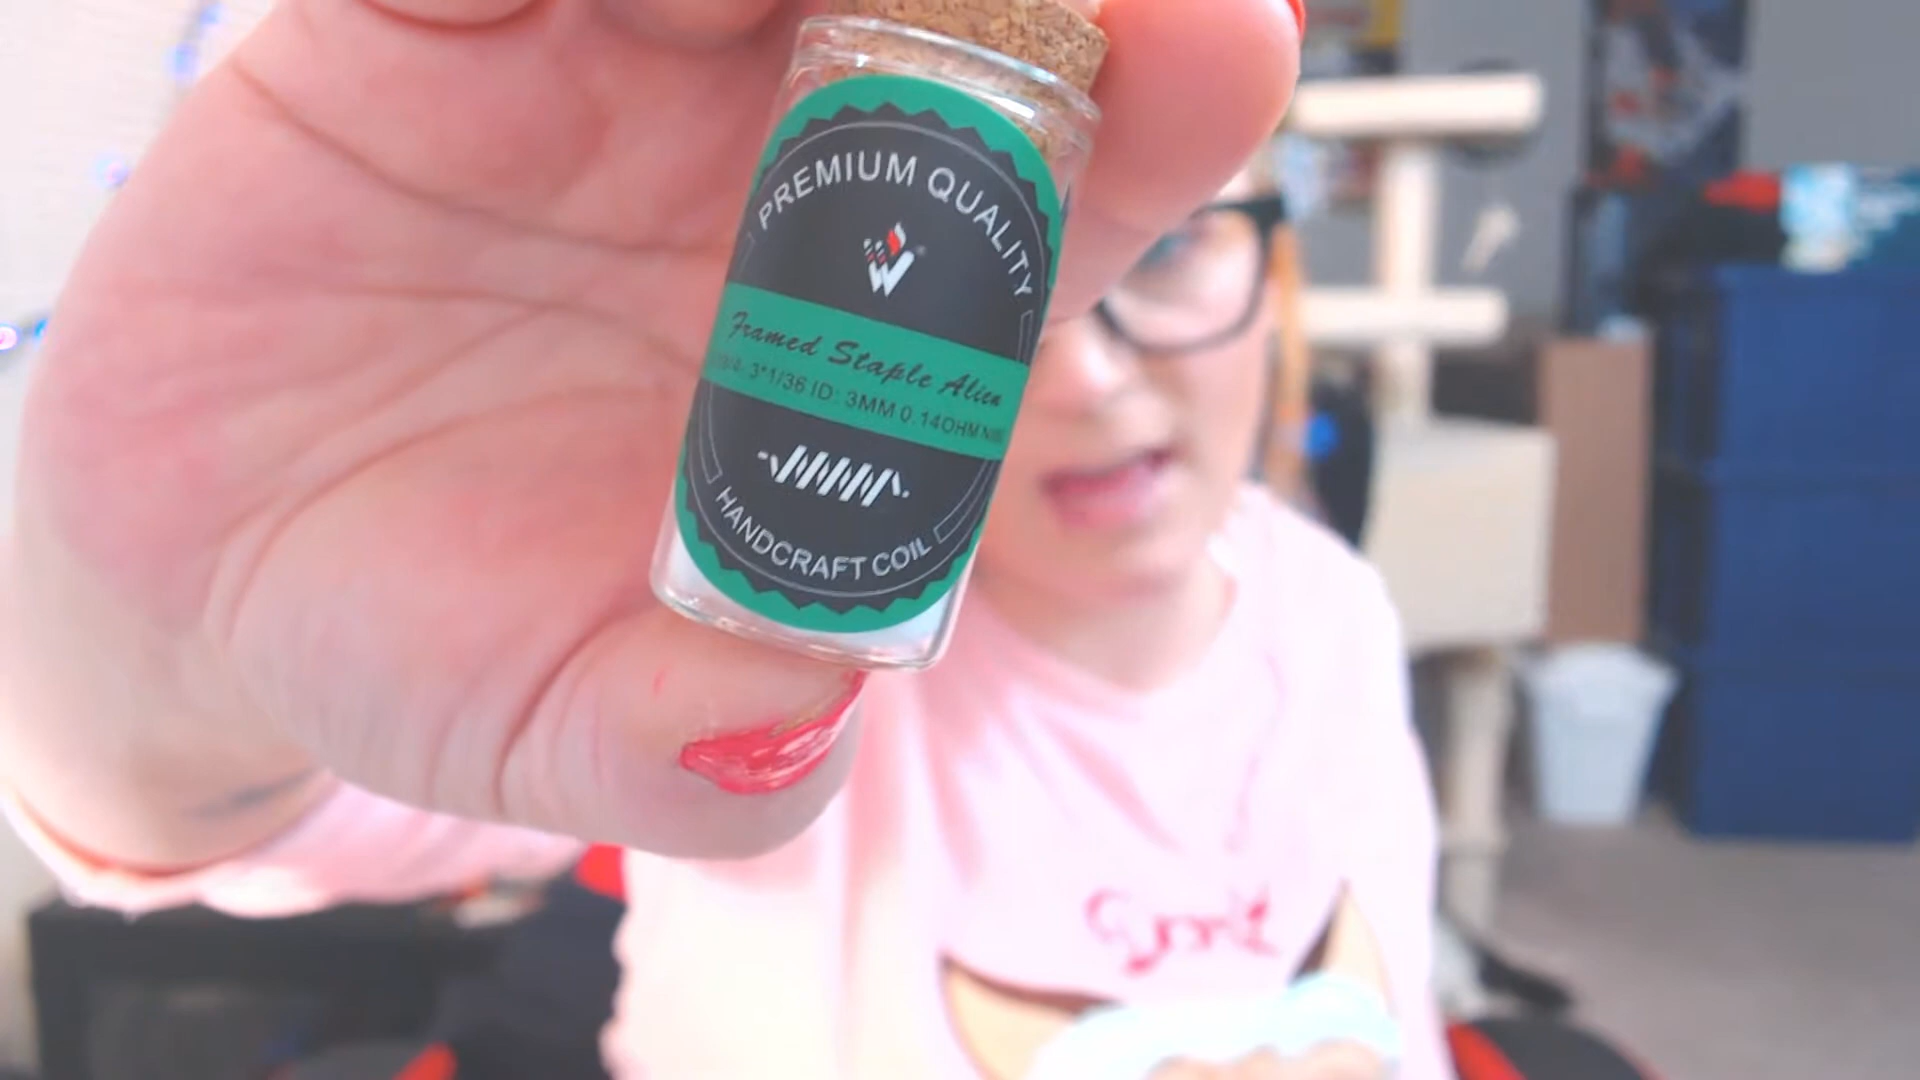 PREMIUM QUALITY
Framed Staple Alien
3*1/36 ID: 3MM 0.14OHM
HANDCRAFT COIL